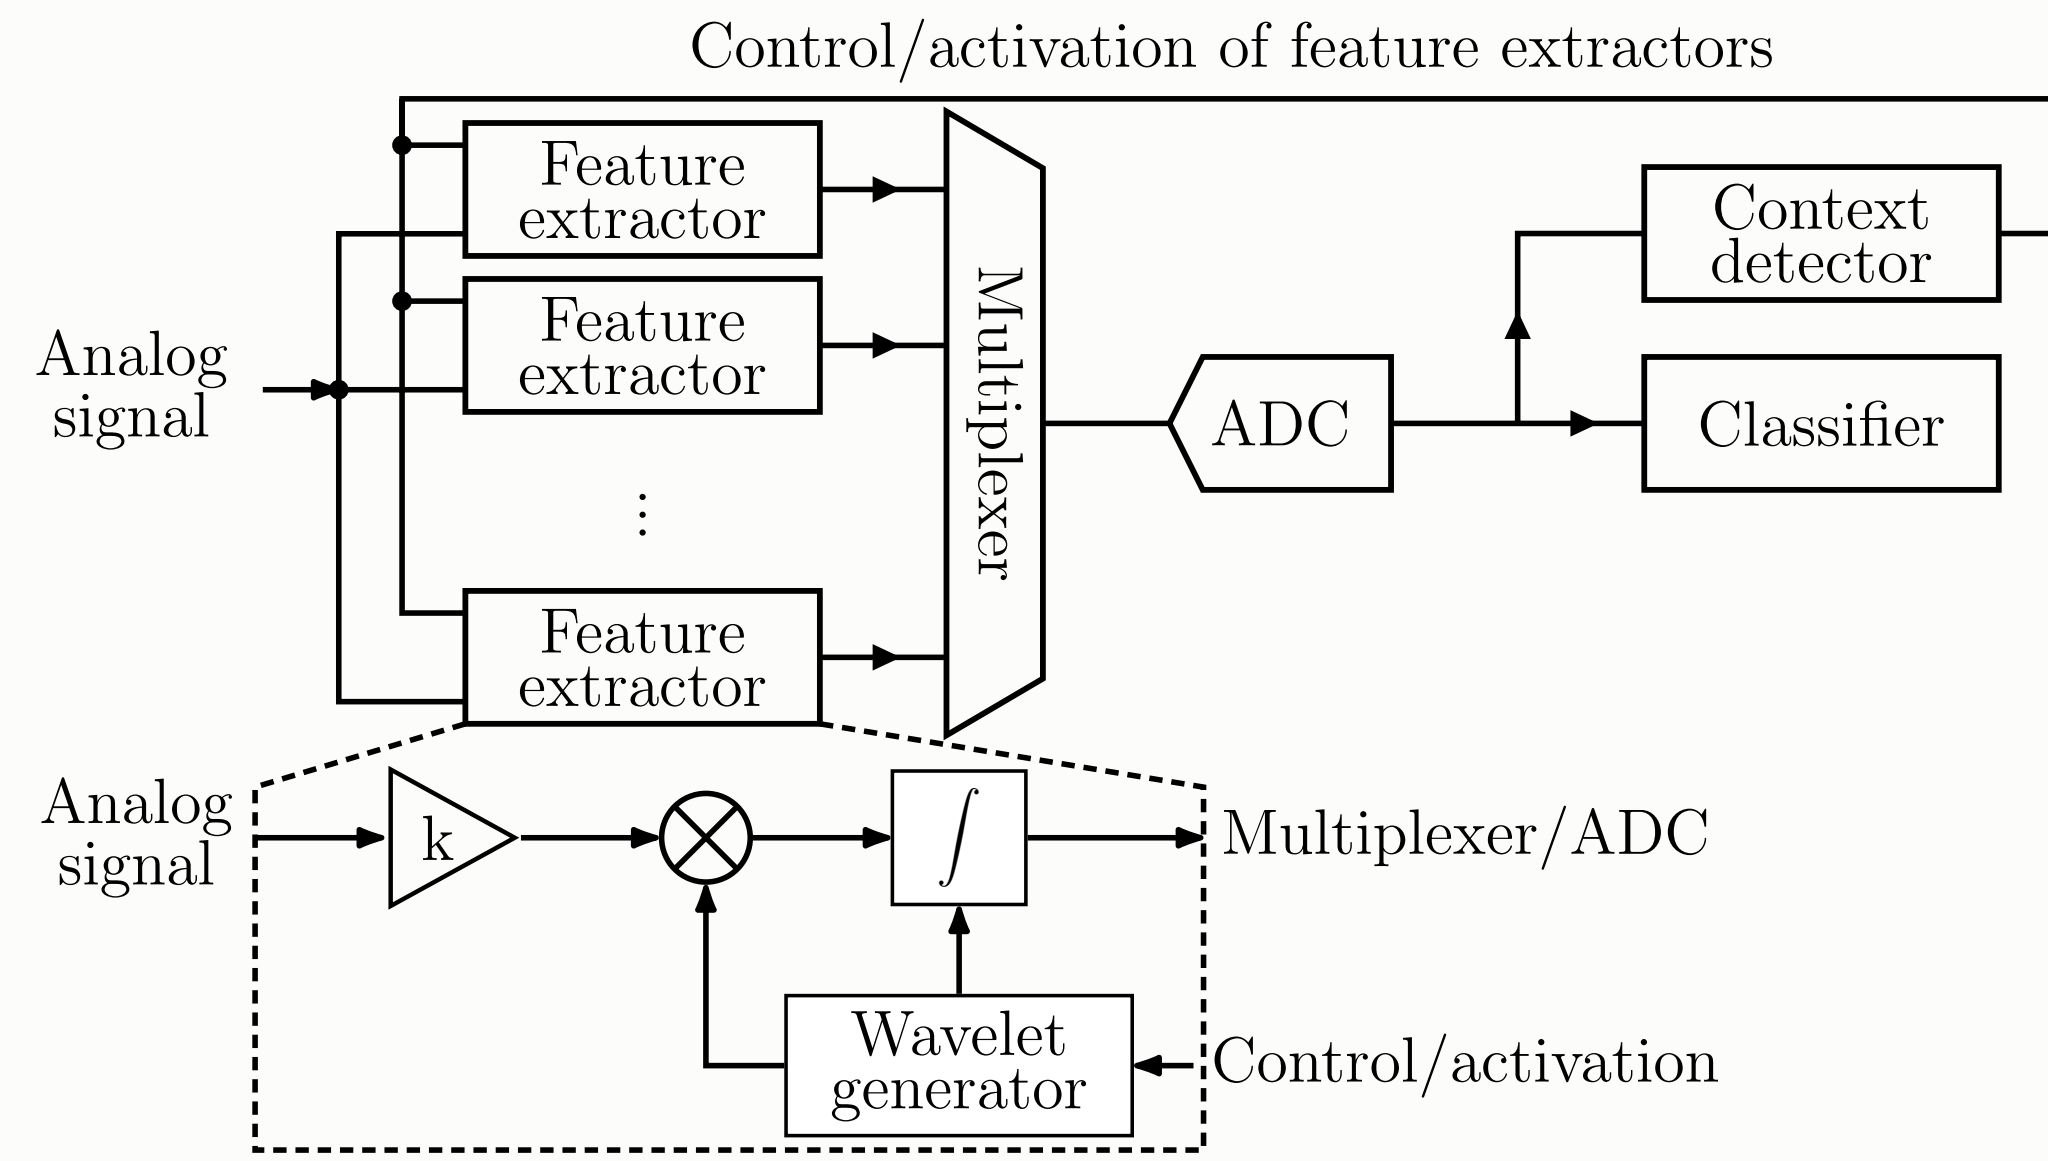 Control/activation of feature extractors
Feature
extractor
Feature
extractor
⋮
Feature
extractor
Analog
signal
Multiplexer
ADC
Context
detector
Classifier
Analog
signal
k
∫
Multiplexer/ADC
Wavelet
generator
Control/activation